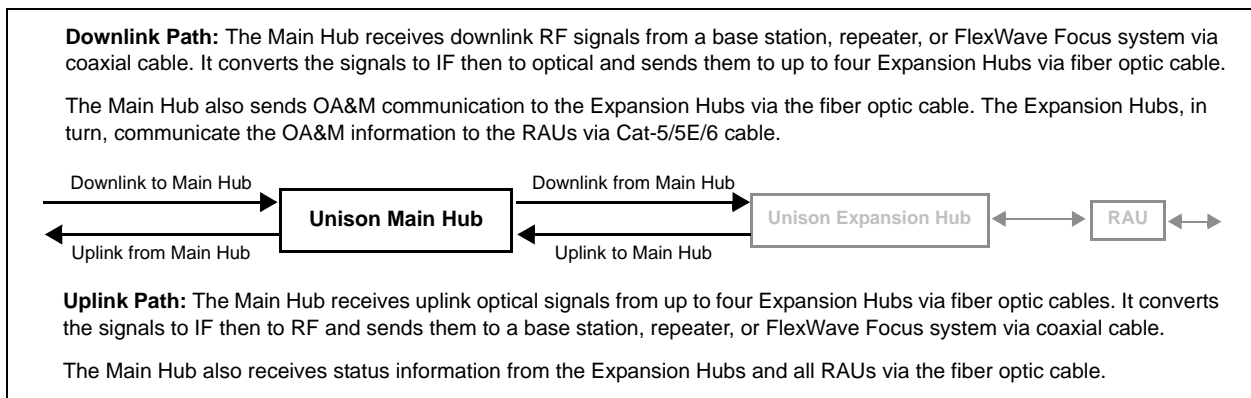 Downlink Path: The Main Hub receives downlink RF signals from a base station, repeater, or FlexWave Focus system via
coaxial cable. It converts the signals to IF then to optical and sends them to up to four Expansion Hubs via fiber optic cable.
The Main Hub also sends OA&M communication to the Expansion Hubs via the fiber optic cable. The Expansion Hubs, in
turn, communicate the OA&M information to the RAUs via Cat-5/5E/6 cable.
Downlink to Main Hub
Downlink from Main Hub
Unison Main Hub
Unison Expansion Hub
RAU
Uplink from Main Hub
Uplink to Main Hub
Uplink Path: The Main Hub receives uplink optical signals from up to four Expansion Hubs via fiber optic cables. It converts
the signals to IF then to RF and sends them to a base station, repeater, or FlexWave Focus system via coaxial cable.
The Main Hub also receives status information from the Expansion Hubs and all RAUs via the fiber optic cable.